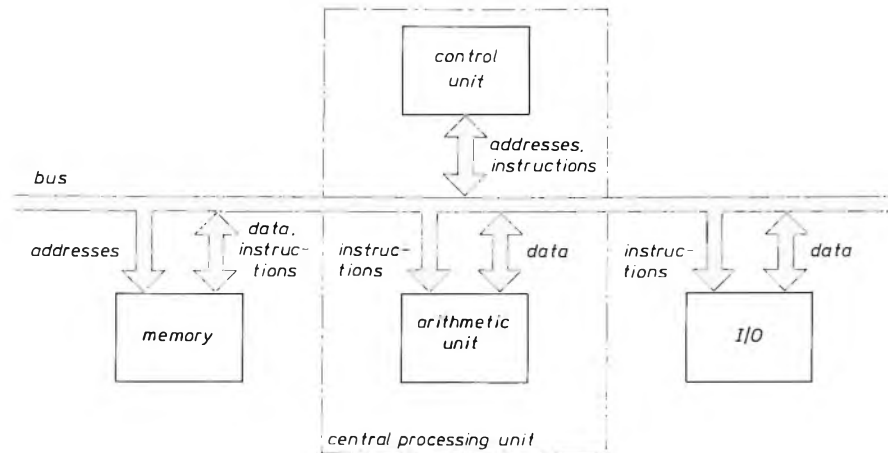 control
unit
addresses,
instructions
bus
addresses
data,
instruc-
tions
instruc-
tions
data
instruc-
tions
data
memory
arithmetic
unit
I/O
central processing unit